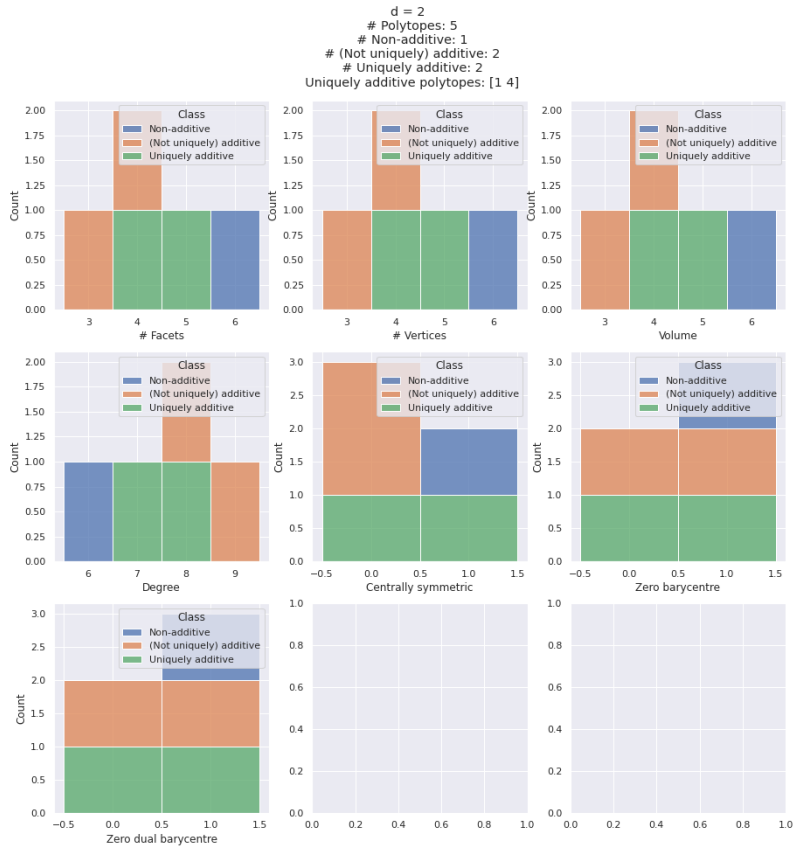 d = 2
# Polytopes: 5
# Non-additive: 1
# (Not uniquely) additive: 2
# Uniquely additive: 2
Uniquely additive polytopes: [1 4]
2.00
1.75
1.50
1.25
1.00
0.75
0.50
0.25
0.00
Count
Class
Non-additive
(Not uniquely) additive
Uniquely additive
3 4 5 6
# Facets
2.00
1.75
1.50
1.25
1.00
0.75
0.50
0.25
0.00
Count
Class
Non-additive
(Not uniquely) additive
Uniquely additive
3 4 5 6
# Vertices
2.00
1.75
1.50
1.25
1.00
0.75
0.50
0.25
0.00
Count
Class
Non-additive
(Not uniquely) additive
Uniquely additive
3 4 5 6
Volume
2.00
1.75
1.50
1.25
1.00
0.75
0.50
0.25
0.00
Count
Class
Non-additive
(Not uniquely) additive
Uniquely additive
6 7 8 9
Degree
3.0
2.5
2.0
1.5
1.0
0.5
0.0
Count
Class
Non-additive
(Not uniquely) additive
Uniquely additive
−0.5 0.0 0.5 1.0 1.5
Centrally symmetric
3.0
2.5
2.0
1.5
1.0
0.5
0.0
Count
Class
Non-additive
(Not uniquely) additive
Uniquely additive
−0.5 0.0 0.5 1.0 1.5
Zero barycentre
3.0
2.5
2.0
1.5
1.0
0.5
0.0
Count
Class
Non-additive
(Not uniquely) additive
Uniquely additive
−0.5 0.0 0.5 1.0 1.5
Zero dual barycentre
1.0
0.8
0.6
0.4
0.2
0.0
0.0 0.2 0.4 0.6 0.8 1.0
1.0
0.8
0.6
0.4
0.2
0.0
0.0 0.2 0.4 0.6 0.8 1.0